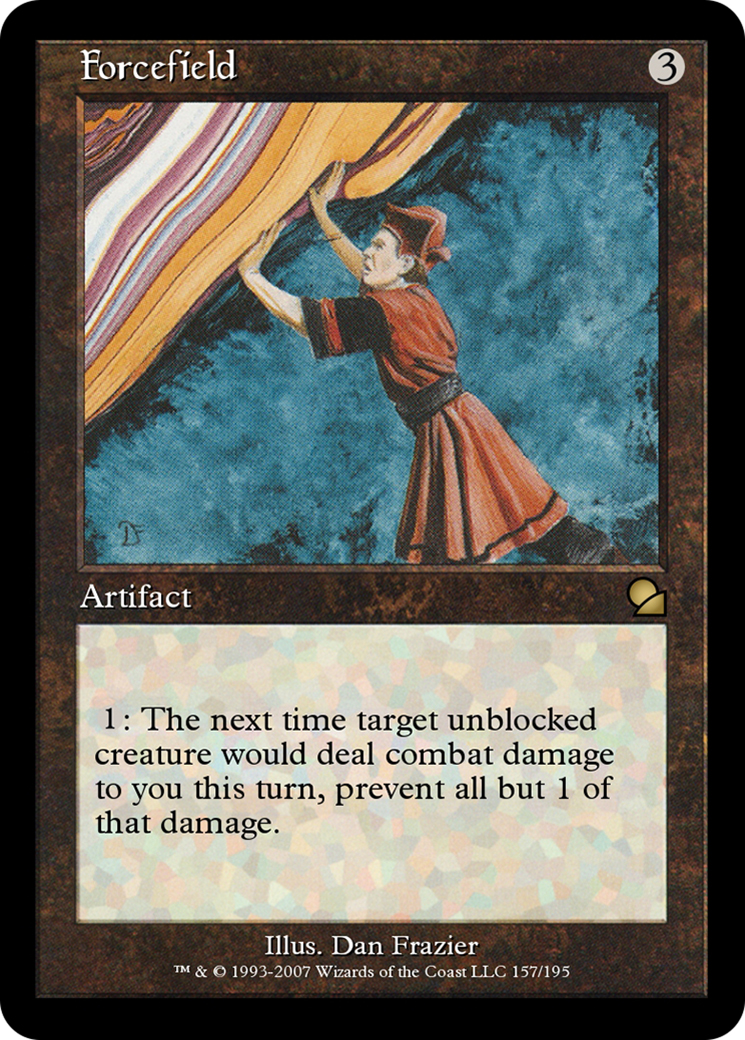 Forcefield 3
DF
Artifact
1: The next time target unblocked
creature would deal combat damage
to you this turn, prevent all but 1 of
that damage.
Illus. Dan Frazier
™ & © 1993-2007 Wizards of the Coast LLC 157/195